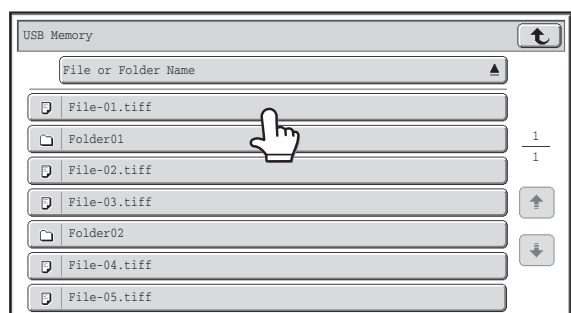 USB Memory
File or Folder Name
File-01.tiff
Folder01
1
1
File-02.tiff
File-03.tiff
Folder02
File-04.tiff
File-05.tiff